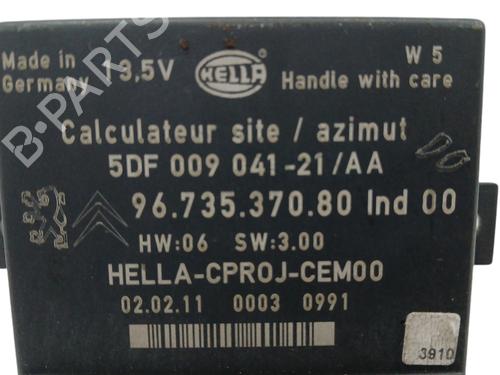 Made in
Germany
13,5V
HELLA
W 5
Handle with care
Calculateur site / azimut
5DF 009 041-21/AA
96.735.370.80 Ind 00
HW:06 SW:3.00
HELLA-CPROJ-CEM00
02.02.11 0003 0991
3910
B-PARTS